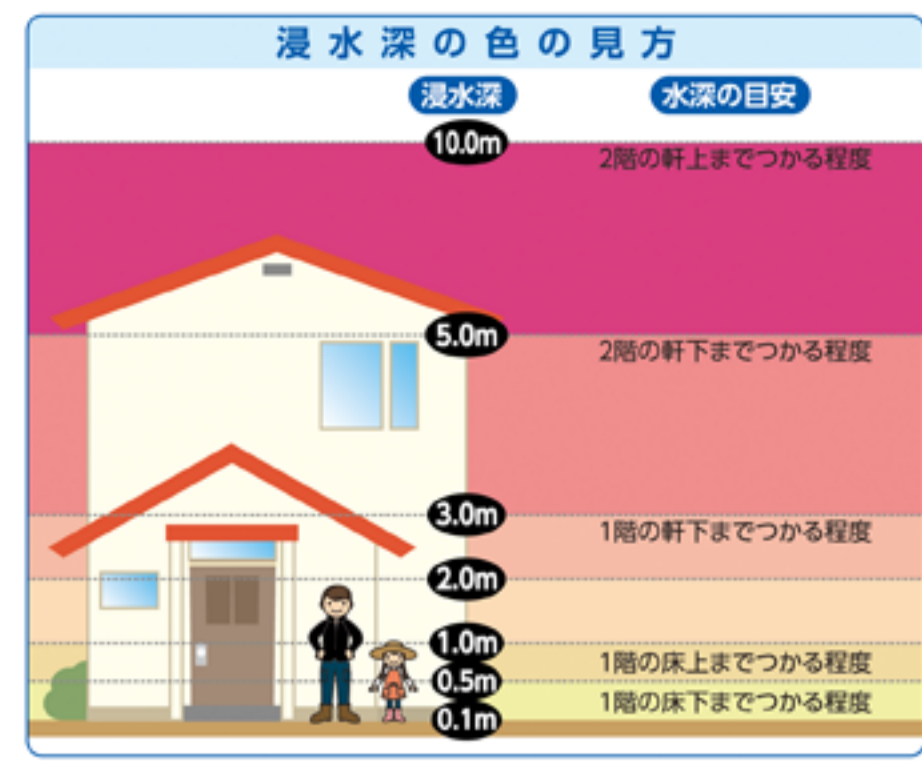 浸水深の色の見方
浸水深 水深の目安
10.0m
2階の軒上までつかる程度
5.0m
2階の軒下までつかる程度
3.0m
1階の軒下までつかる程度
2.0m
1.0m
1階の床上までつかる程度
0.5m
1階の床下までつかる程度
0.1m